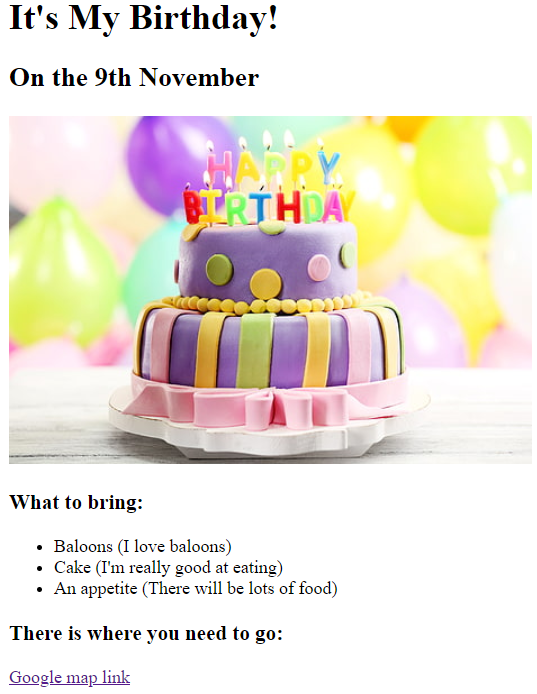 It's My Birthday!
On the 9th November
HAPPY
BIRTHDAY
What to bring:
Baloons (I love baloons)
Cake (I'm really good at eating)
An appetite (There will be lots of food)
There is where you need to go:
Google map link